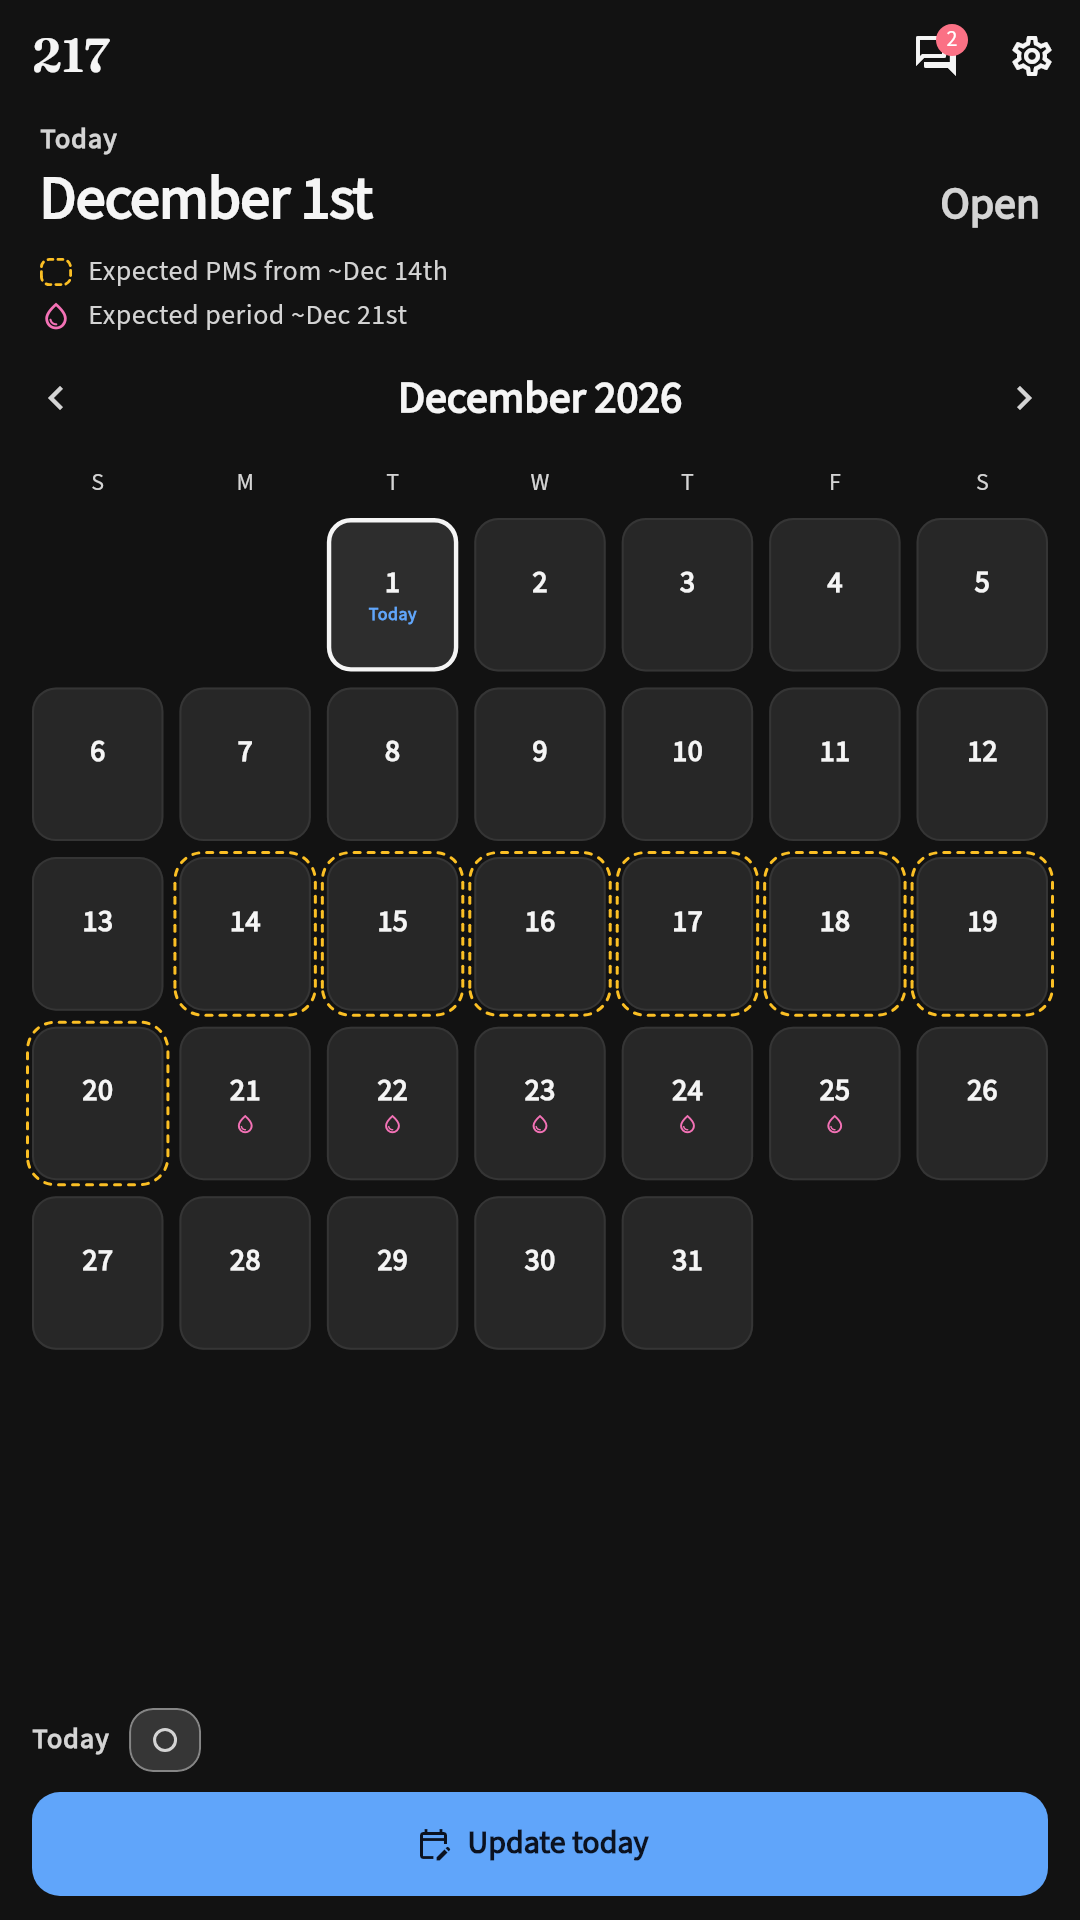 217
2
Today
December 1st
Open
Expected PMS from ~Dec 14th
Expected period ~Dec 21st
December 2026
S M T W T F S
1 2 3 4 5
Today
6 7 8 9 10 11 12
13 14 15 16 17 18 19
20 21 22 23 24 25 26
27 28 29 30 31
Today
Update today